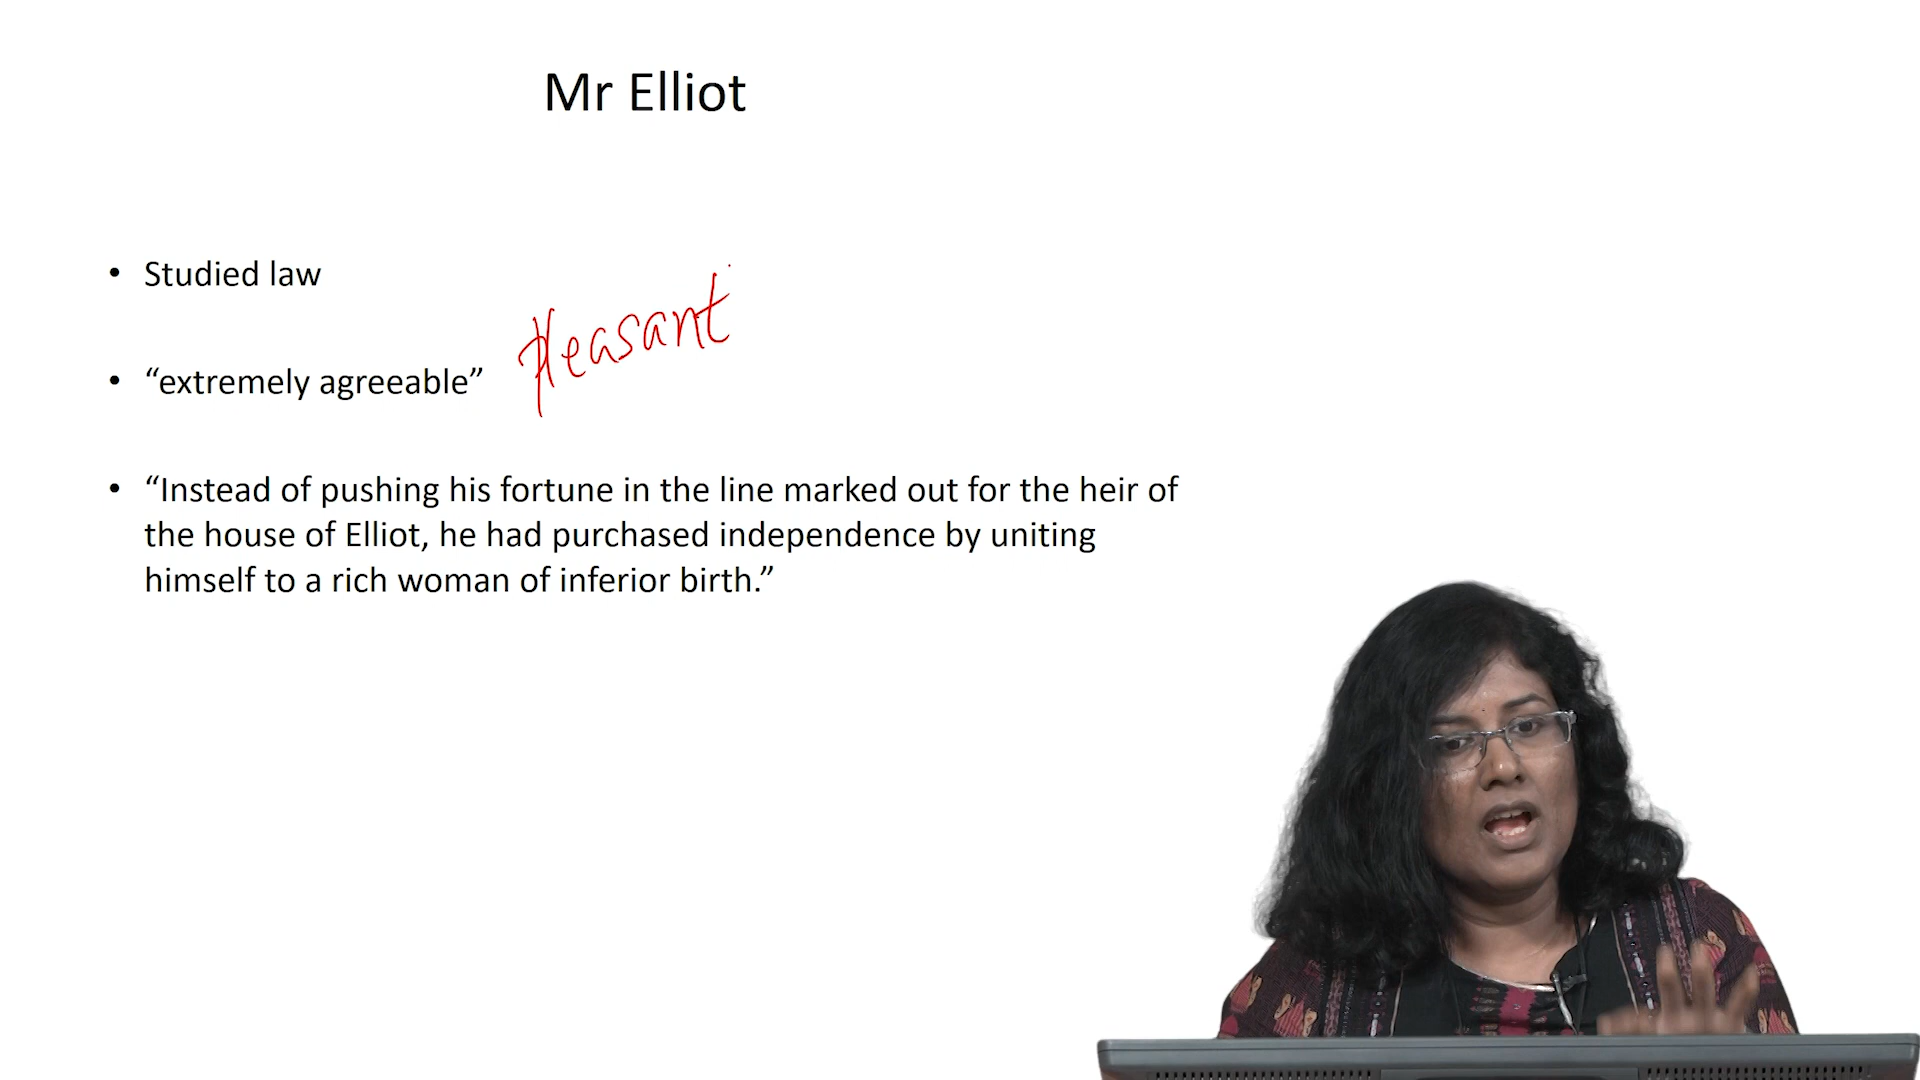 Mr Elliot
• Studied law
pleasant
• “extremely agreeable”
• “Instead of pushing his fortune in the line marked out for the heir of
the house of Elliot, he had purchased independence by uniting
himself to a rich woman of inferior birth.”